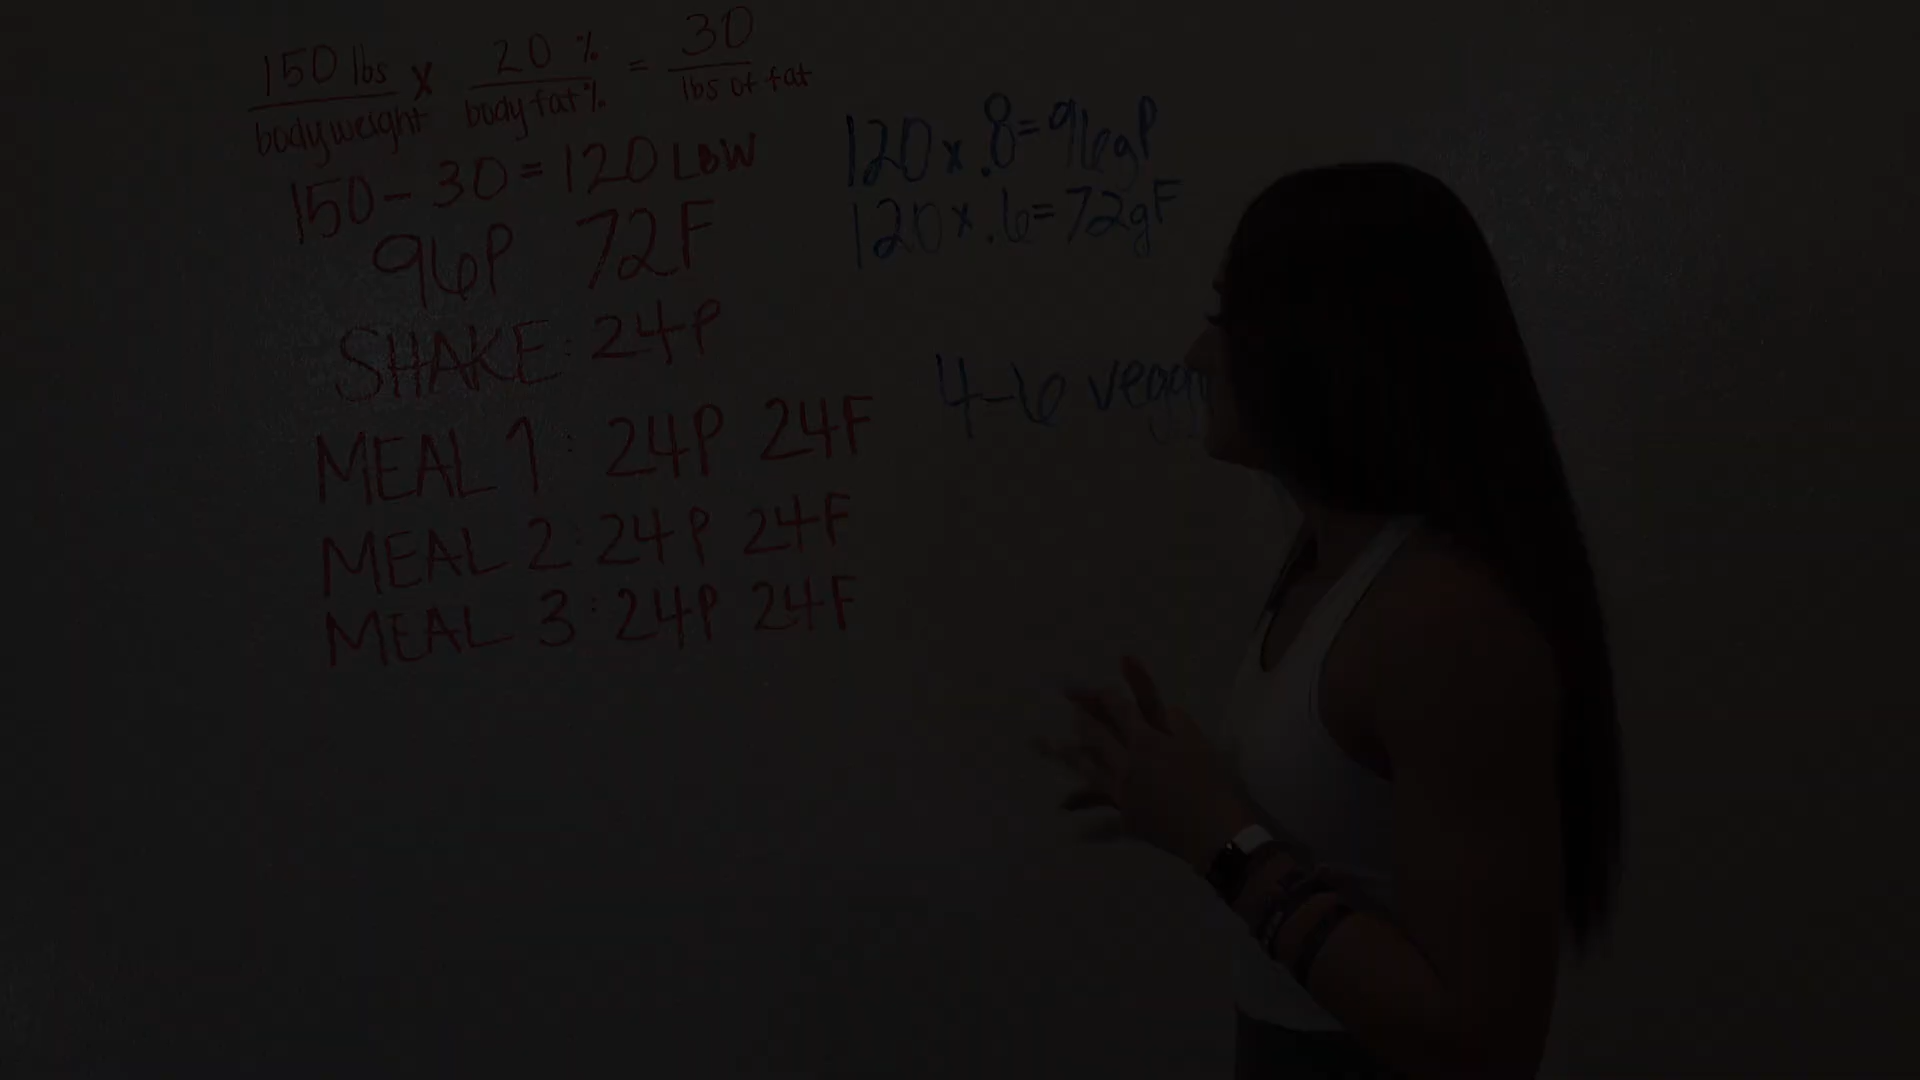 150 lbs x 20 % = 30
bodyweight body fat% lbs of fat
150 - 30 = 120 LBW
96P 72F
SHAKE: 24P
MEAL 1: 24P 24F
MEAL 2: 24P 24F
MEAL 3: 24P 24F
120 x .8 = 96gP
120 x .6 = 72gF
4-6